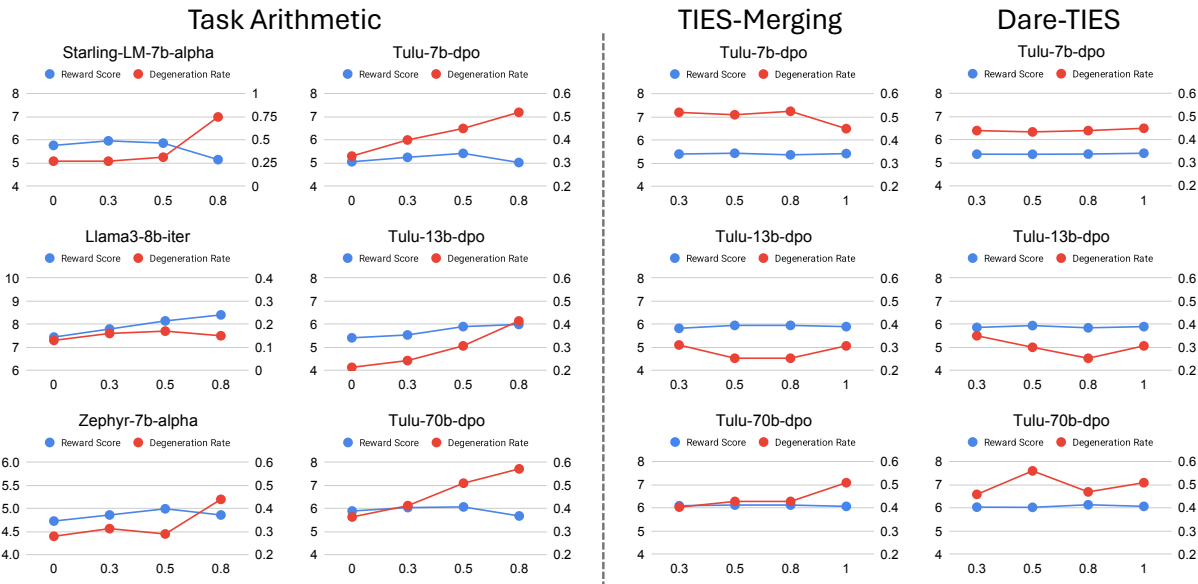 Task Arithmetic
TIES-Merging
Dare-TIES
Starling-LM-7b-alpha
Reward Score Degeneration Rate
8 1
7 0.75
6 0.5
5 0.25
4 0
0 0.3 0.5 0.8
Tulu-7b-dpo
Reward Score Degeneration Rate
8 0.6
7 0.5
6 0.4
5 0.3
4 0.2
0 0.3 0.5 0.8
Tulu-7b-dpo
Reward Score Degeneration Rate
8 0.6
7 0.5
6 0.4
5 0.3
4 0.2
0.3 0.5 0.8 1
Tulu-7b-dpo
Reward Score Degeneration Rate
8 0.6
7 0.5
6 0.4
5 0.3
4 0.2
0.3 0.5 0.8 1
Llama3-8b-iter
Reward Score Degeneration Rate
10 0.4
9 0.3
8 0.2
7 0.1
6 0
0 0.3 0.5 0.8
Tulu-13b-dpo
Reward Score Degeneration Rate
8 0.6
7 0.5
6 0.4
5 0.3
4 0.2
0 0.3 0.5 0.8
Tulu-13b-dpo
Reward Score Degeneration Rate
8 0.6
7 0.5
6 0.4
5 0.3
4 0.2
0.3 0.5 0.8 1
Tulu-13b-dpo
Reward Score Degeneration Rate
8 0.6
7 0.5
6 0.4
5 0.3
4 0.2
0.3 0.5 0.8 1
Zephyr-7b-alpha
Reward Score Degeneration Rate
6.0 0.6
5.5 0.5
5.0 0.4
4.5 0.3
4.0 0.2
0 0.3 0.5 0.8
Tulu-70b-dpo
Reward Score Degeneration Rate
8 0.6
7 0.5
6 0.4
5 0.3
4 0.2
0 0.3 0.5 0.8
Tulu-70b-dpo
Reward Score Degeneration Rate
8 0.6
7 0.5
6 0.4
5 0.3
4 0.2
0.3 0.5 0.8 1
Tulu-70b-dpo
Reward Score Degeneration Rate
8 0.6
7 0.5
6 0.4
5 0.3
4 0.2
0.3 0.5 0.8 1